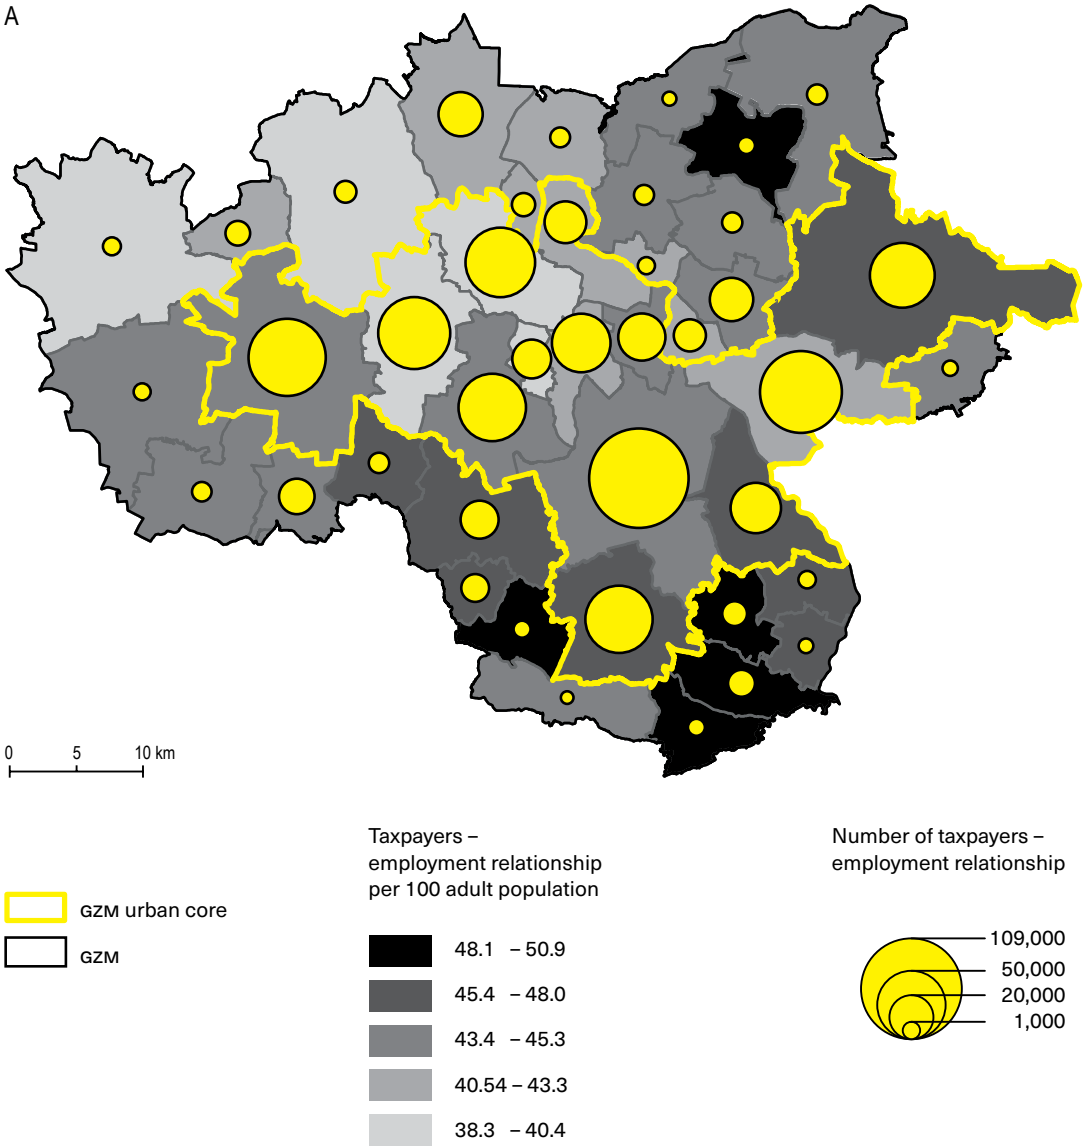 A
0 5 10 km
GZM urban core
GZM
Taxpayers –
employment relationship
per 100 adult population
48.1 – 50.9
45.4 – 48.0
43.4 – 45.3
40.54 – 43.3
38.3 – 40.4
Number of taxpayers –
employment relationship
109,000
50,000
20,000
1,000